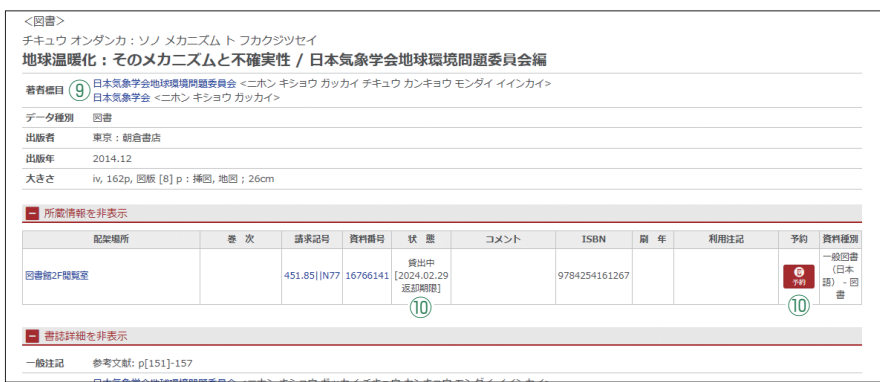 <図書>
チキュウ オンダンカ : ソノ メカニズム ト フカクジツセイ
地球温暖化 : そのメカニズムと不確実性 / 日本気象学会地球環境問題委員会編
著者標目 ⑨ 日本気象学会地球環境問題委員会 <ニホン キショウ ガッカイ チキュウ カンキョウ モンダイ イインカイ>
日本気象学会 <ニホン キショウ ガッカイ>
データ種別 図書
出版者 東京 : 朝倉書店
出版年 2014.12
大きさ iv, 162p, 図版 [8] p : 挿図, 地図 ; 26cm
所蔵情報を非表示
配架場所 巻 次 請求記号 資料番号 状 態 コメント ISBN 刷 年 利用注記 予約 資料種別
図書館2F閲覧室 451.85||N77 16766141 貸出中 [2024.02.29 返却期限] 9784254161267 予約 一般図書(日本語) - 図書
⑩ ⑩
書誌詳細を非表示
一般注記 参考文献: p[151]-157